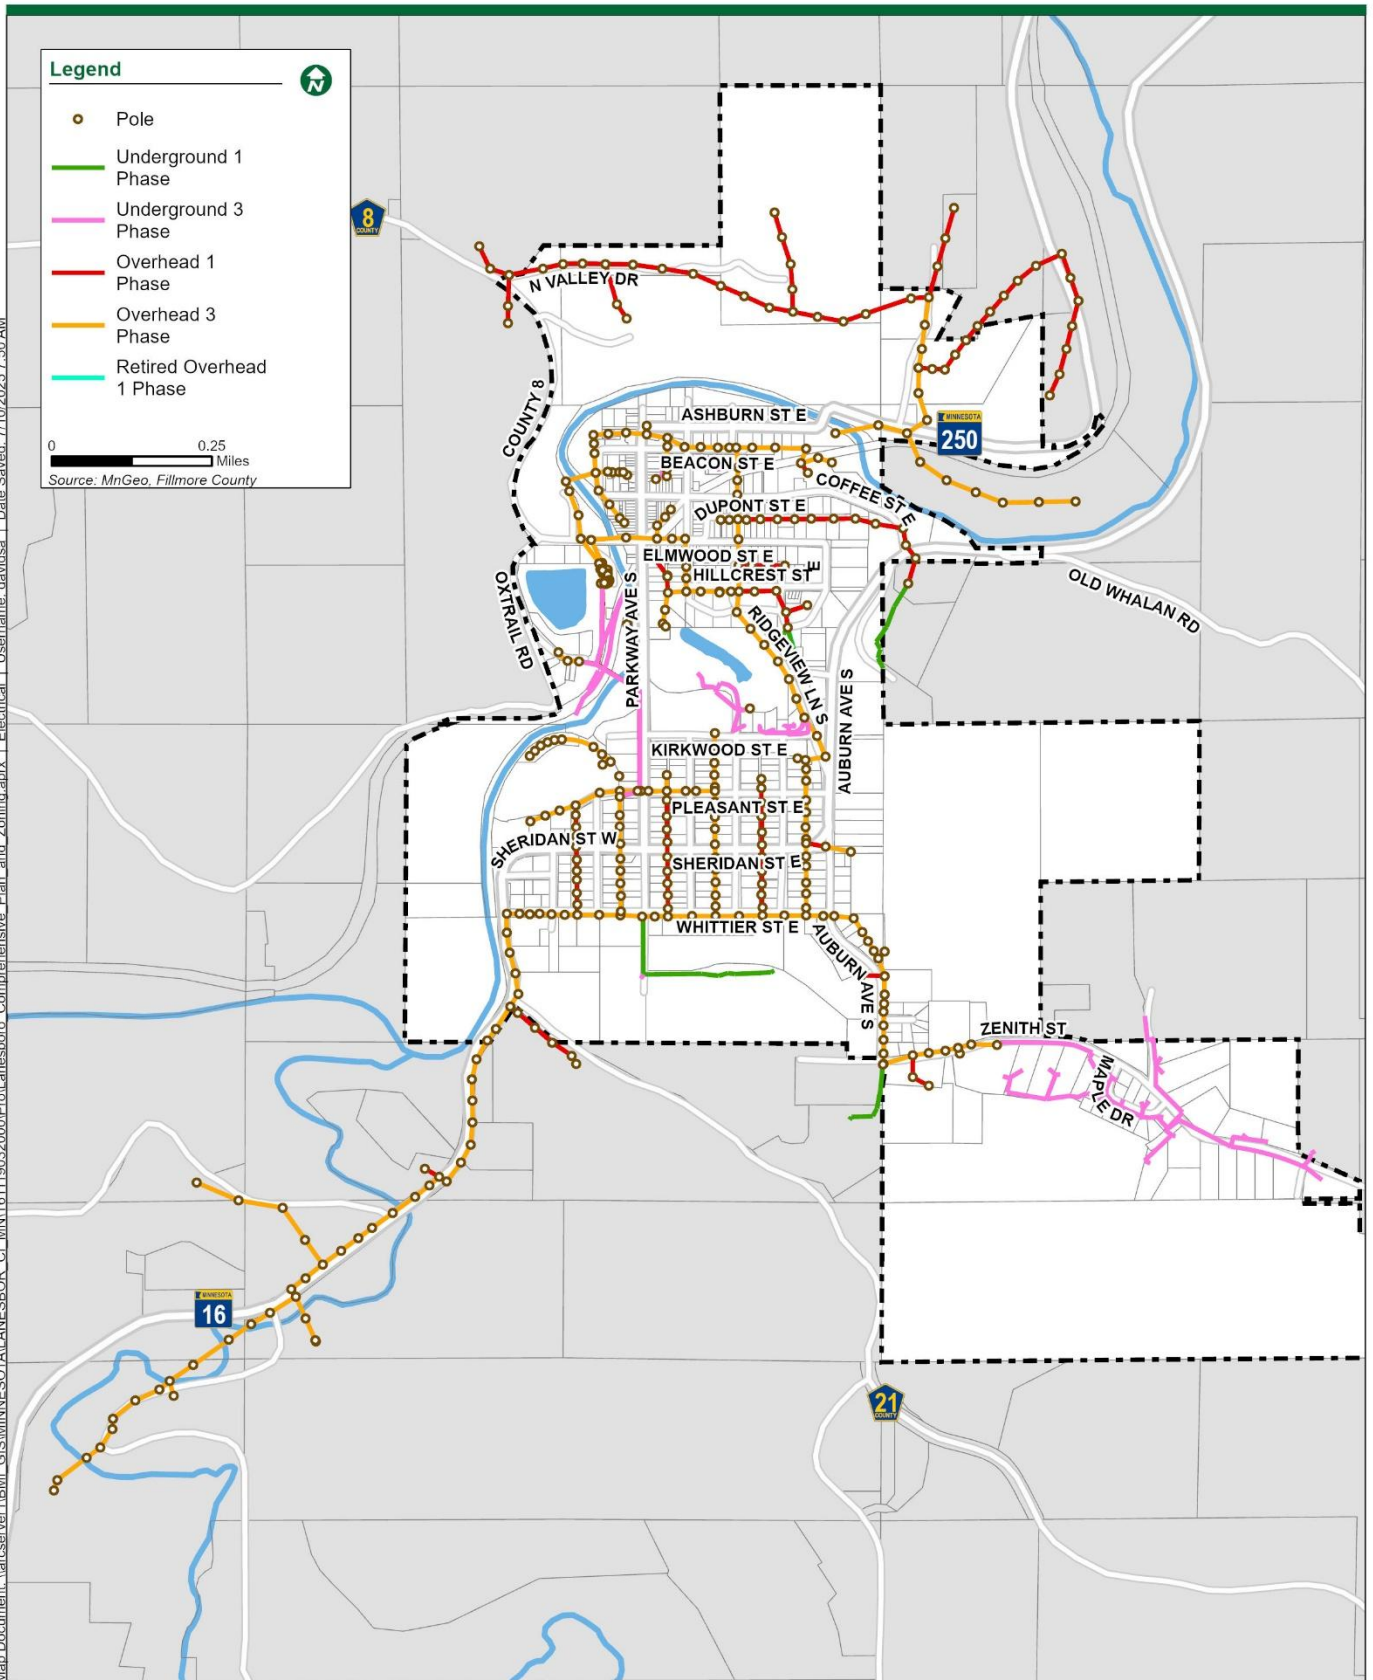 Legend
N
Pole
Underground 1
Phase
Underground 3
Phase
Overhead 1
Phase
Overhead 3
Phase
Retired Overhead
1 Phase
0 0.25
Miles
Source: MnGeo, Fillmore County
8
COUNTY
N VALLEY DR
COUNTY 8
ASHBURN ST E
MINNESOTA
250
BEACON ST E
COFFEE ST E
DUPONT ST E
ELMWOOD ST E
HILLCREST ST E
OXTRAIL RD
PARKWAY AVE S
RIDGEVIEW LN S
OLD WHALAN RD
AUBURN AVE S
KIRKWOOD ST E
PLEASANT ST E
SHERIDAN ST W
SHERIDAN ST E
WHITTIER ST E
AUBURN AVE S
ZENITH ST
MAPLE DR
MINNESOTA
16
21
COUNTY